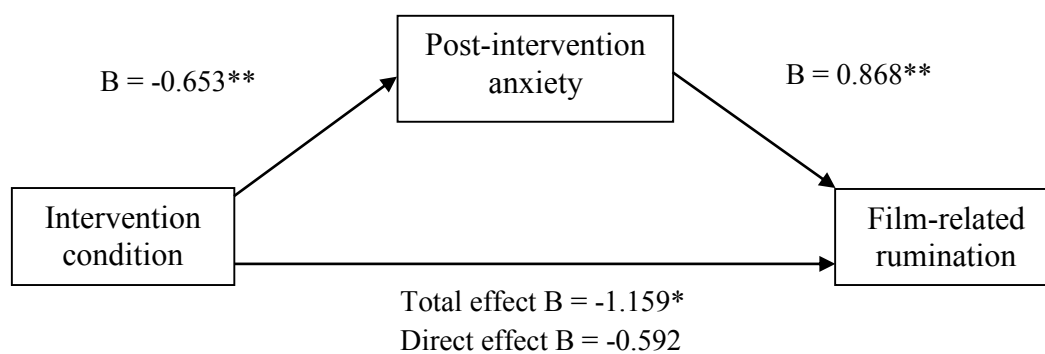 Post-intervention
anxiety
B = -0.653**
B = 0.868**
Intervention
condition
Film-related
rumination
Total effect B = -1.159*
Direct effect B = -0.592